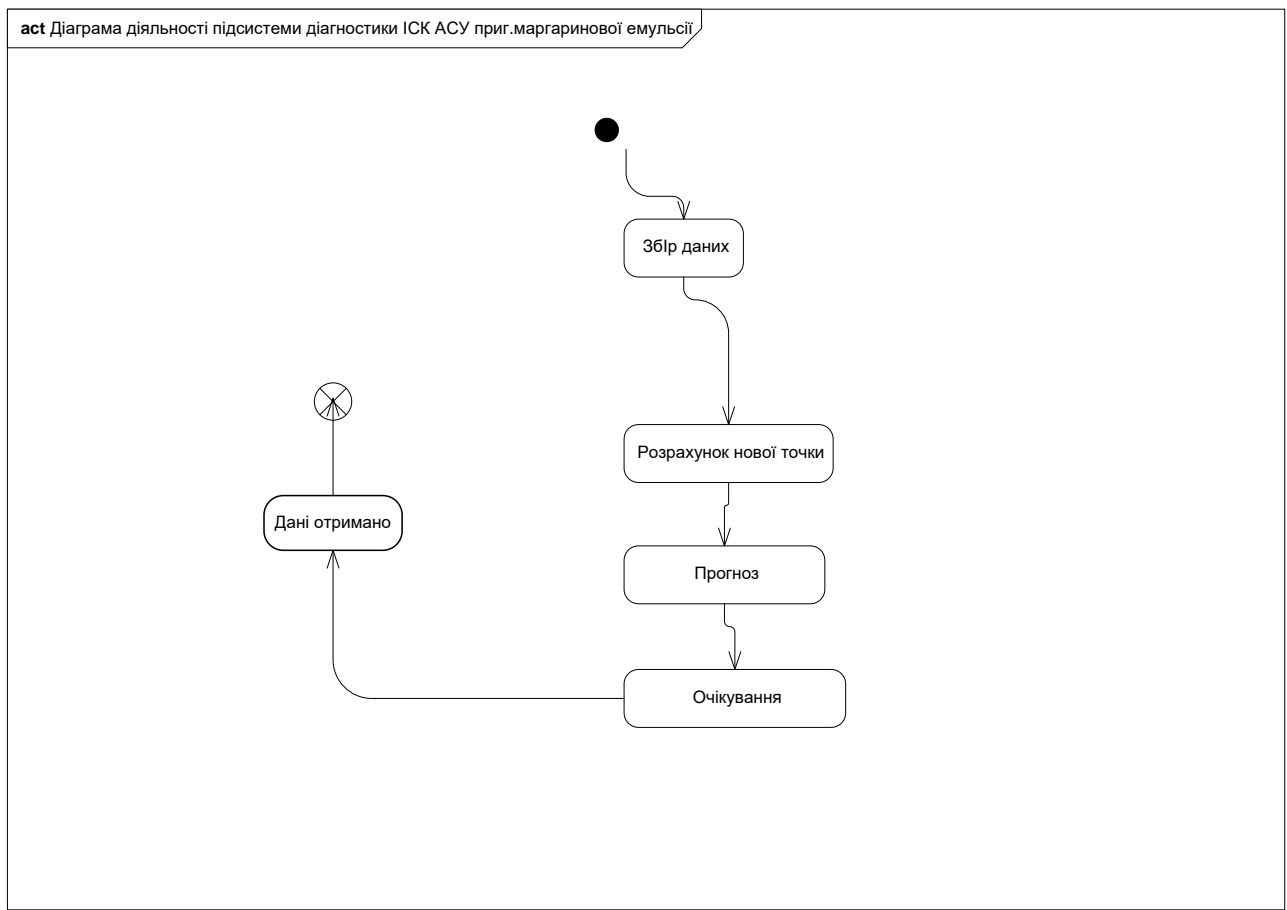 act Діаграма діяльності підсистеми діагностики ІСК АСУ приг.маргаринової емульсії
ЗбІр даних
Розрахунок нової точки
Дані отримано
Прогноз
Очікування